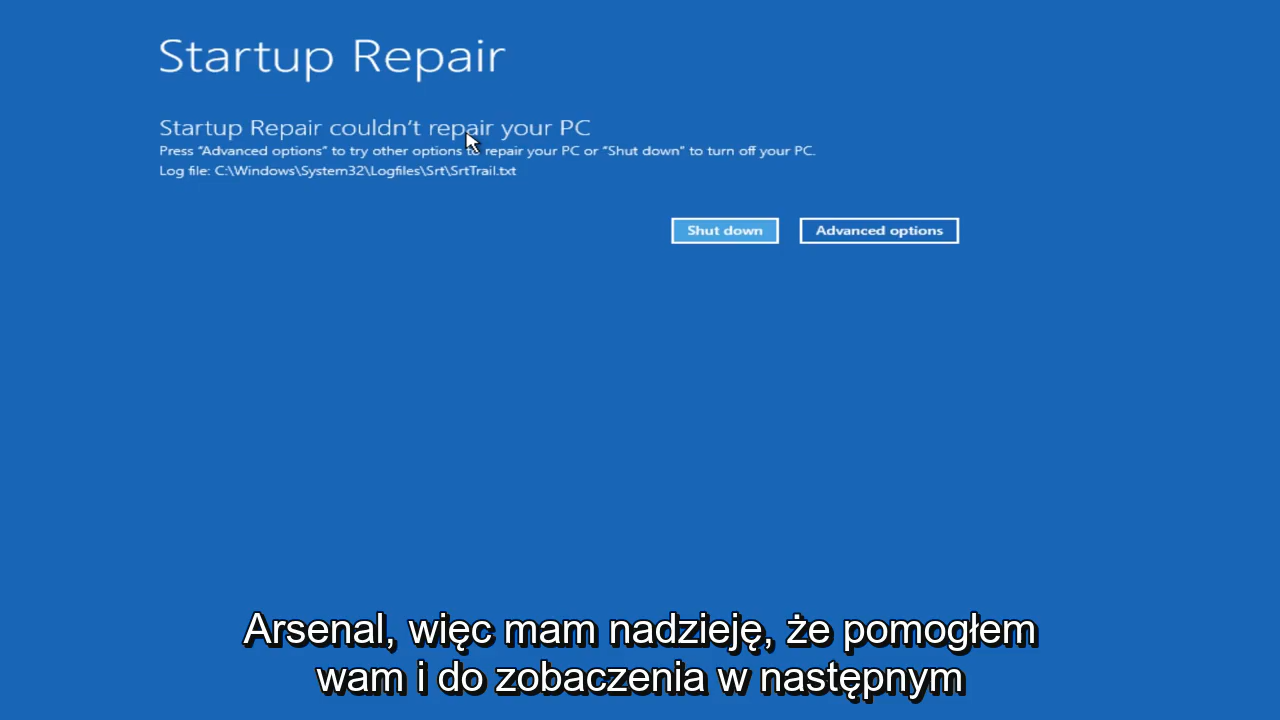 Startup Repair
Startup Repair couldn't repair your PC
Press "Advanced options" to try other options to repair your PC or "Shut down" to turn off your PC.
Log file: C:\Windows\System32\Logfiles\Srt\SrtTrail.txt
Shut down
Advanced options
Arsenal, więc mam nadzieję, że pomogłem
wam i do zobaczenia w następnym